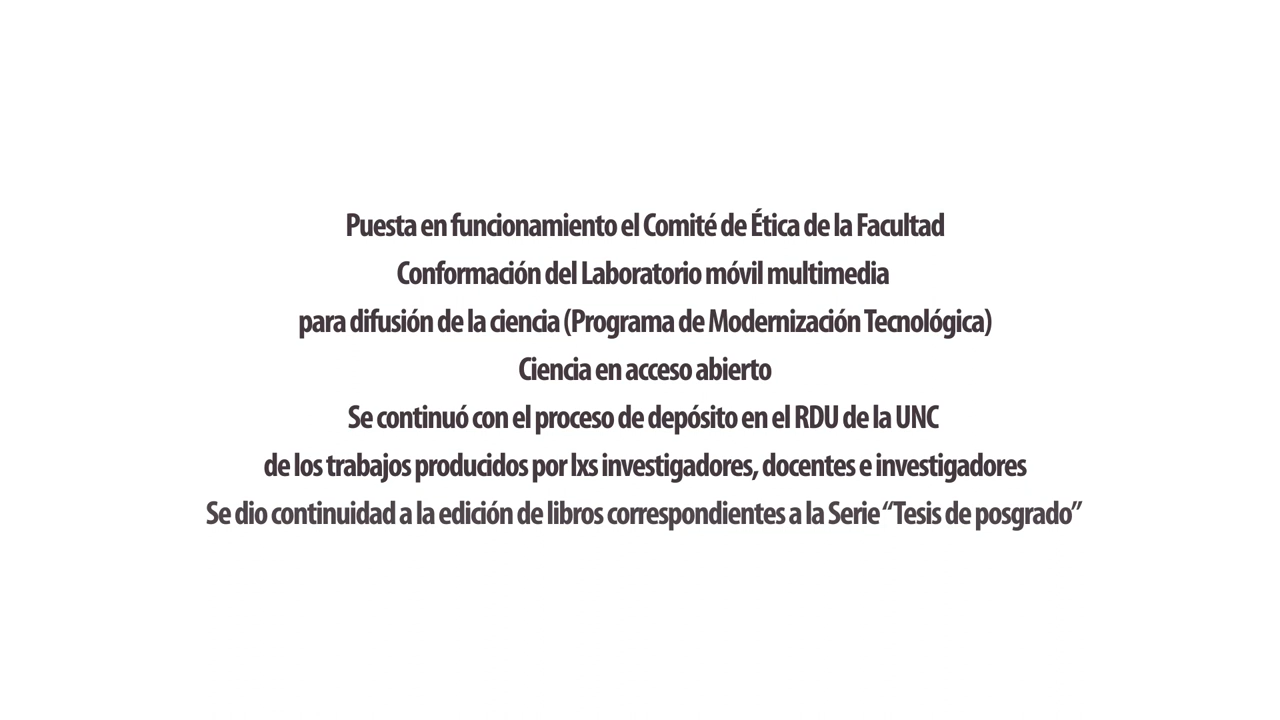 Puesta en funcionamiento el Comité de Ética de la Facultad
Conformación del Laboratorio móvil multimedia
para difusión de la ciencia (Programa de Modernización Tecnológica)
Ciencia en acceso abierto
Se continuó con el proceso de depósito en el RDU de la UNC
de los trabajos producidos por lxs investigadores, docentes e investigadores
Se dio continuidad a la edición de libros correspondientes a la Serie “Tesis de posgrado”